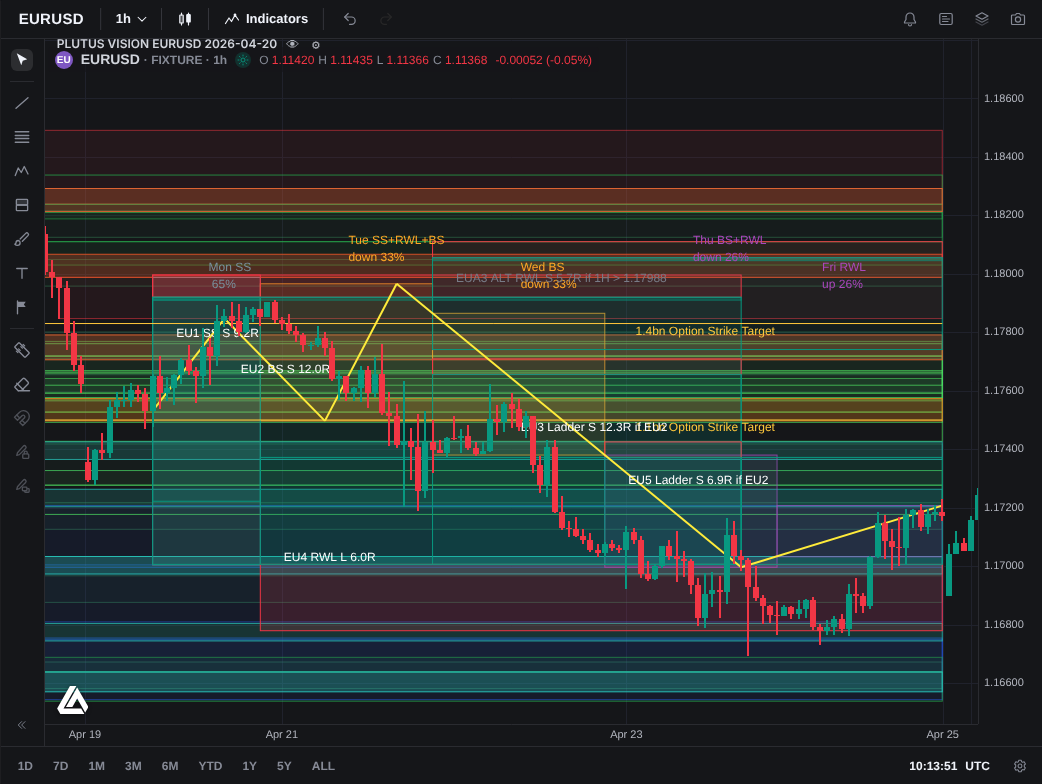 EURUSD 1h Indicators
PLUTUS VISION EURUSD 2026-04-20
EU EURUSD · FIXTURE · 1h O 1.11420 H 1.11435 L 1.11366 C 1.11368 -0.00052 (-0.05%)
1.18600
1.18400
1.18200
Tue SS+RWL+BS
down 33%
Thu BS+RWL
down 26%
Mon SS
65%
Wed BS
down 33%
Fri RWL
up 26%
1.18000
EUA3 ALT RWL S 5.7R if 1H > 1.17988
EU1 SS S 9.2R
1.4bn Option Strike Target
1.17800
EU2 BS S 12.0R
1.17600
EU3 Ladder S 12.3R if EU2
Option Strike Target
1.17400
EU5 Ladder S 6.9R if EU2
1.17200
EU4 RWL L 6.0R
1.17000
1.16800
1.16600
Apr 19 Apr 21 Apr 23 Apr 25
1D 7D 1M 3M 6M YTD 1Y 5Y ALL 10:13:51 UTC